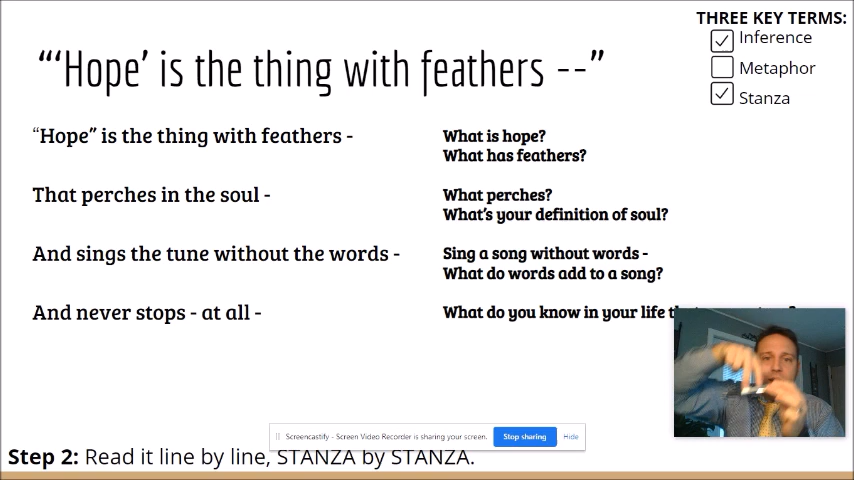 THREE KEY TERMS:
Inference
Metaphor
Stanza
“‘Hope’ is the thing with feathers --”
“Hope” is the thing with feathers -
What is hope?
What has feathers?
That perches in the soul -
What perches?
What's your definition of soul?
And sings the tune without the words -
Sing a song without words -
What do words add to a song?
And never stops - at all -
What do you know in your life
Screencastify - Screen Video Recorder is sharing your screen.
Stop sharing
Hide
Step 2: Read it line by line, STANZA by STANZA.